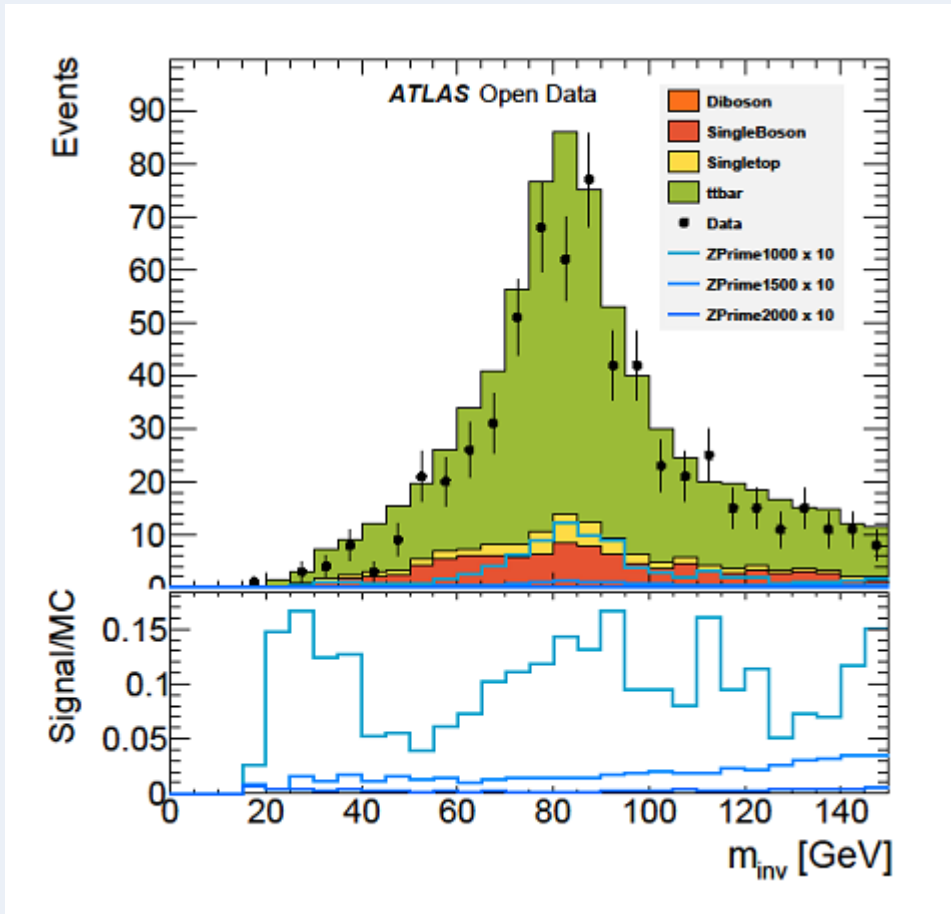 Events
ATLAS Open Data
Diboson
SingleBoson
Singletop
ttbar
Data
ZPrime1000 x 10
ZPrime1500 x 10
ZPrime2000 x 10
90
80
70
60
50
40
30
20
10
0
Signal/MC
0.15
0.1
0.05
0
0 20 40 60 80 100 120 140
m_inv [GeV]